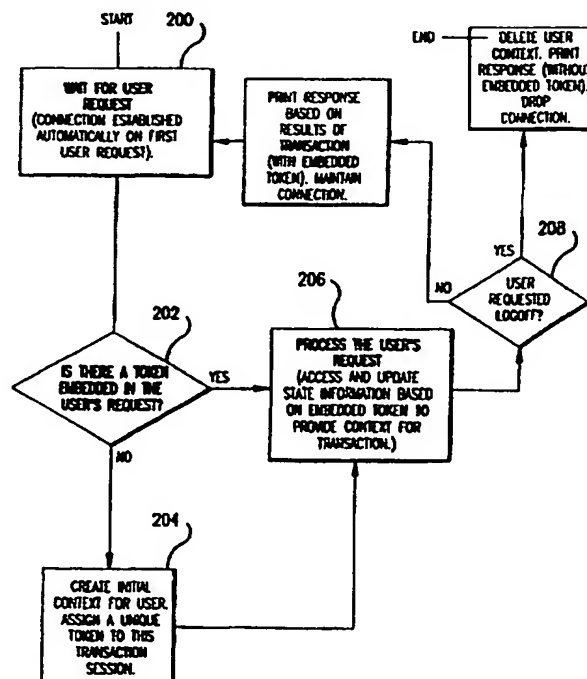 START
200
WAIT FOR USER
REQUEST
(CONNECTION ESTABLISHED
AUTOMATICALLY ON FIRST
USER REQUEST).
PRINT RESPONSE
BASED ON
RESULTS OF
TRANSACTION
(WITH EMBEDDED
TOKEN). MAINTAIN
CONNECTION.
END
DELETE USER
CONTEXT. PRINT
RESPONSE (WITHOUT
EMBEDDED TOKEN).
DROP
CONNECTION.
208
YES
NO
USER
REQUESTED
LOGOFF?
202
IS THERE A TOKEN
EMBEDDED IN THE
USER'S REQUEST?
YES
NO
206
PROCESS THE USER'S
REQUEST
(ACCESS AND UPDATE
STATE INFORMATION BASED
ON EMBEDDED TOKEN TO
PROVIDE CONTEXT FOR
TRANSACTION.)
204
CREATE INITIAL
CONTEXT FOR USER.
ASSIGN A UNIQUE
TOKEN TO THIS
TRANSACTION
SESSION.